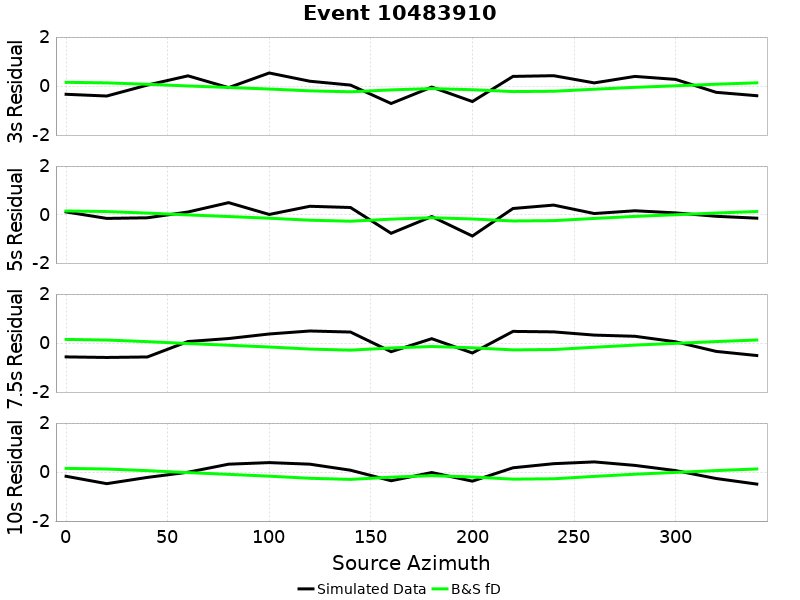 Event 10483910
2
0
-2
3s Residual
2
0
-2
5s Residual
2
0
-2
7.5s Residual
2
0
-2
10s Residual
0 50 100 150 200 250 300
Source Azimuth
Simulated Data B&S fD